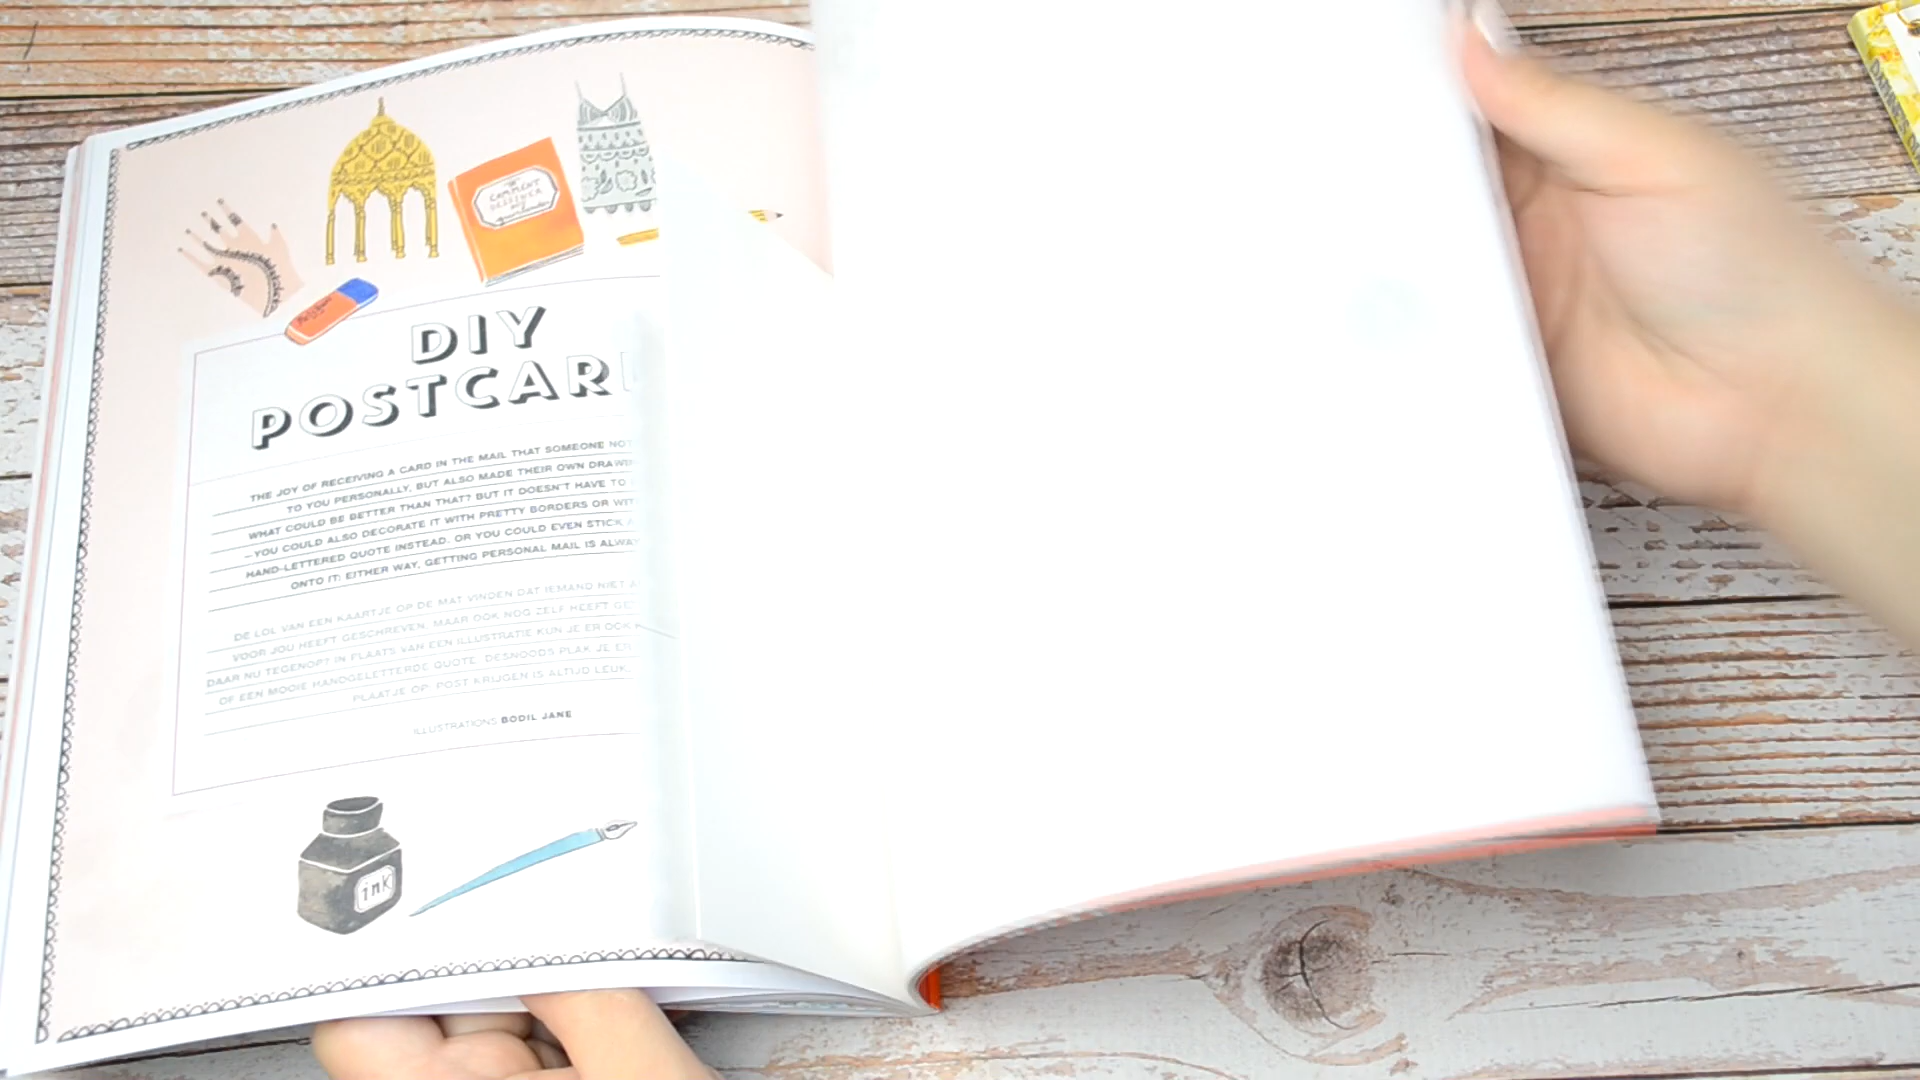 COMMENT
DESSINER
DIY
POSTCAR
THE JOY OF RECEIVING A CARD IN THE MAIL THAT SOMEONE NOT
TO YOU PERSONALLY, BUT ALSO MADE THEIR OWN
WHAT COULD BE BETTER THAN THAT? BUT IT DOESN'T HAVE TO
–YOU COULD ALSO DECORATE IT WITH PRETTY BORDERS OR
HAND-LETTERED QUOTE INSTEAD. OR YOU COULD EVEN STICK
ONTO IT! EITHER WAY, GETTING PERSONAL MAIL IS
DE LOL VAN EEN KAARTJE OP DE MAT VINDEN DAT IEMAND NIET
VOOR JOU HEEFT GESCHREVEN, MAAR OOK NOG ZELF HEEFT
DAAR NU TEGENOP? IN PLAATS VAN EEN ILLUSTRATIE KUN JE ER OOK
OF EEN MOOIE HANDGELETTERDE QUOTE. DESNOODS PLAK JE
PLAATJE OP. POST KRIJGEN IS ALTIJD LEUK.
ILLUSTRATIONS BODIL JANE
ink